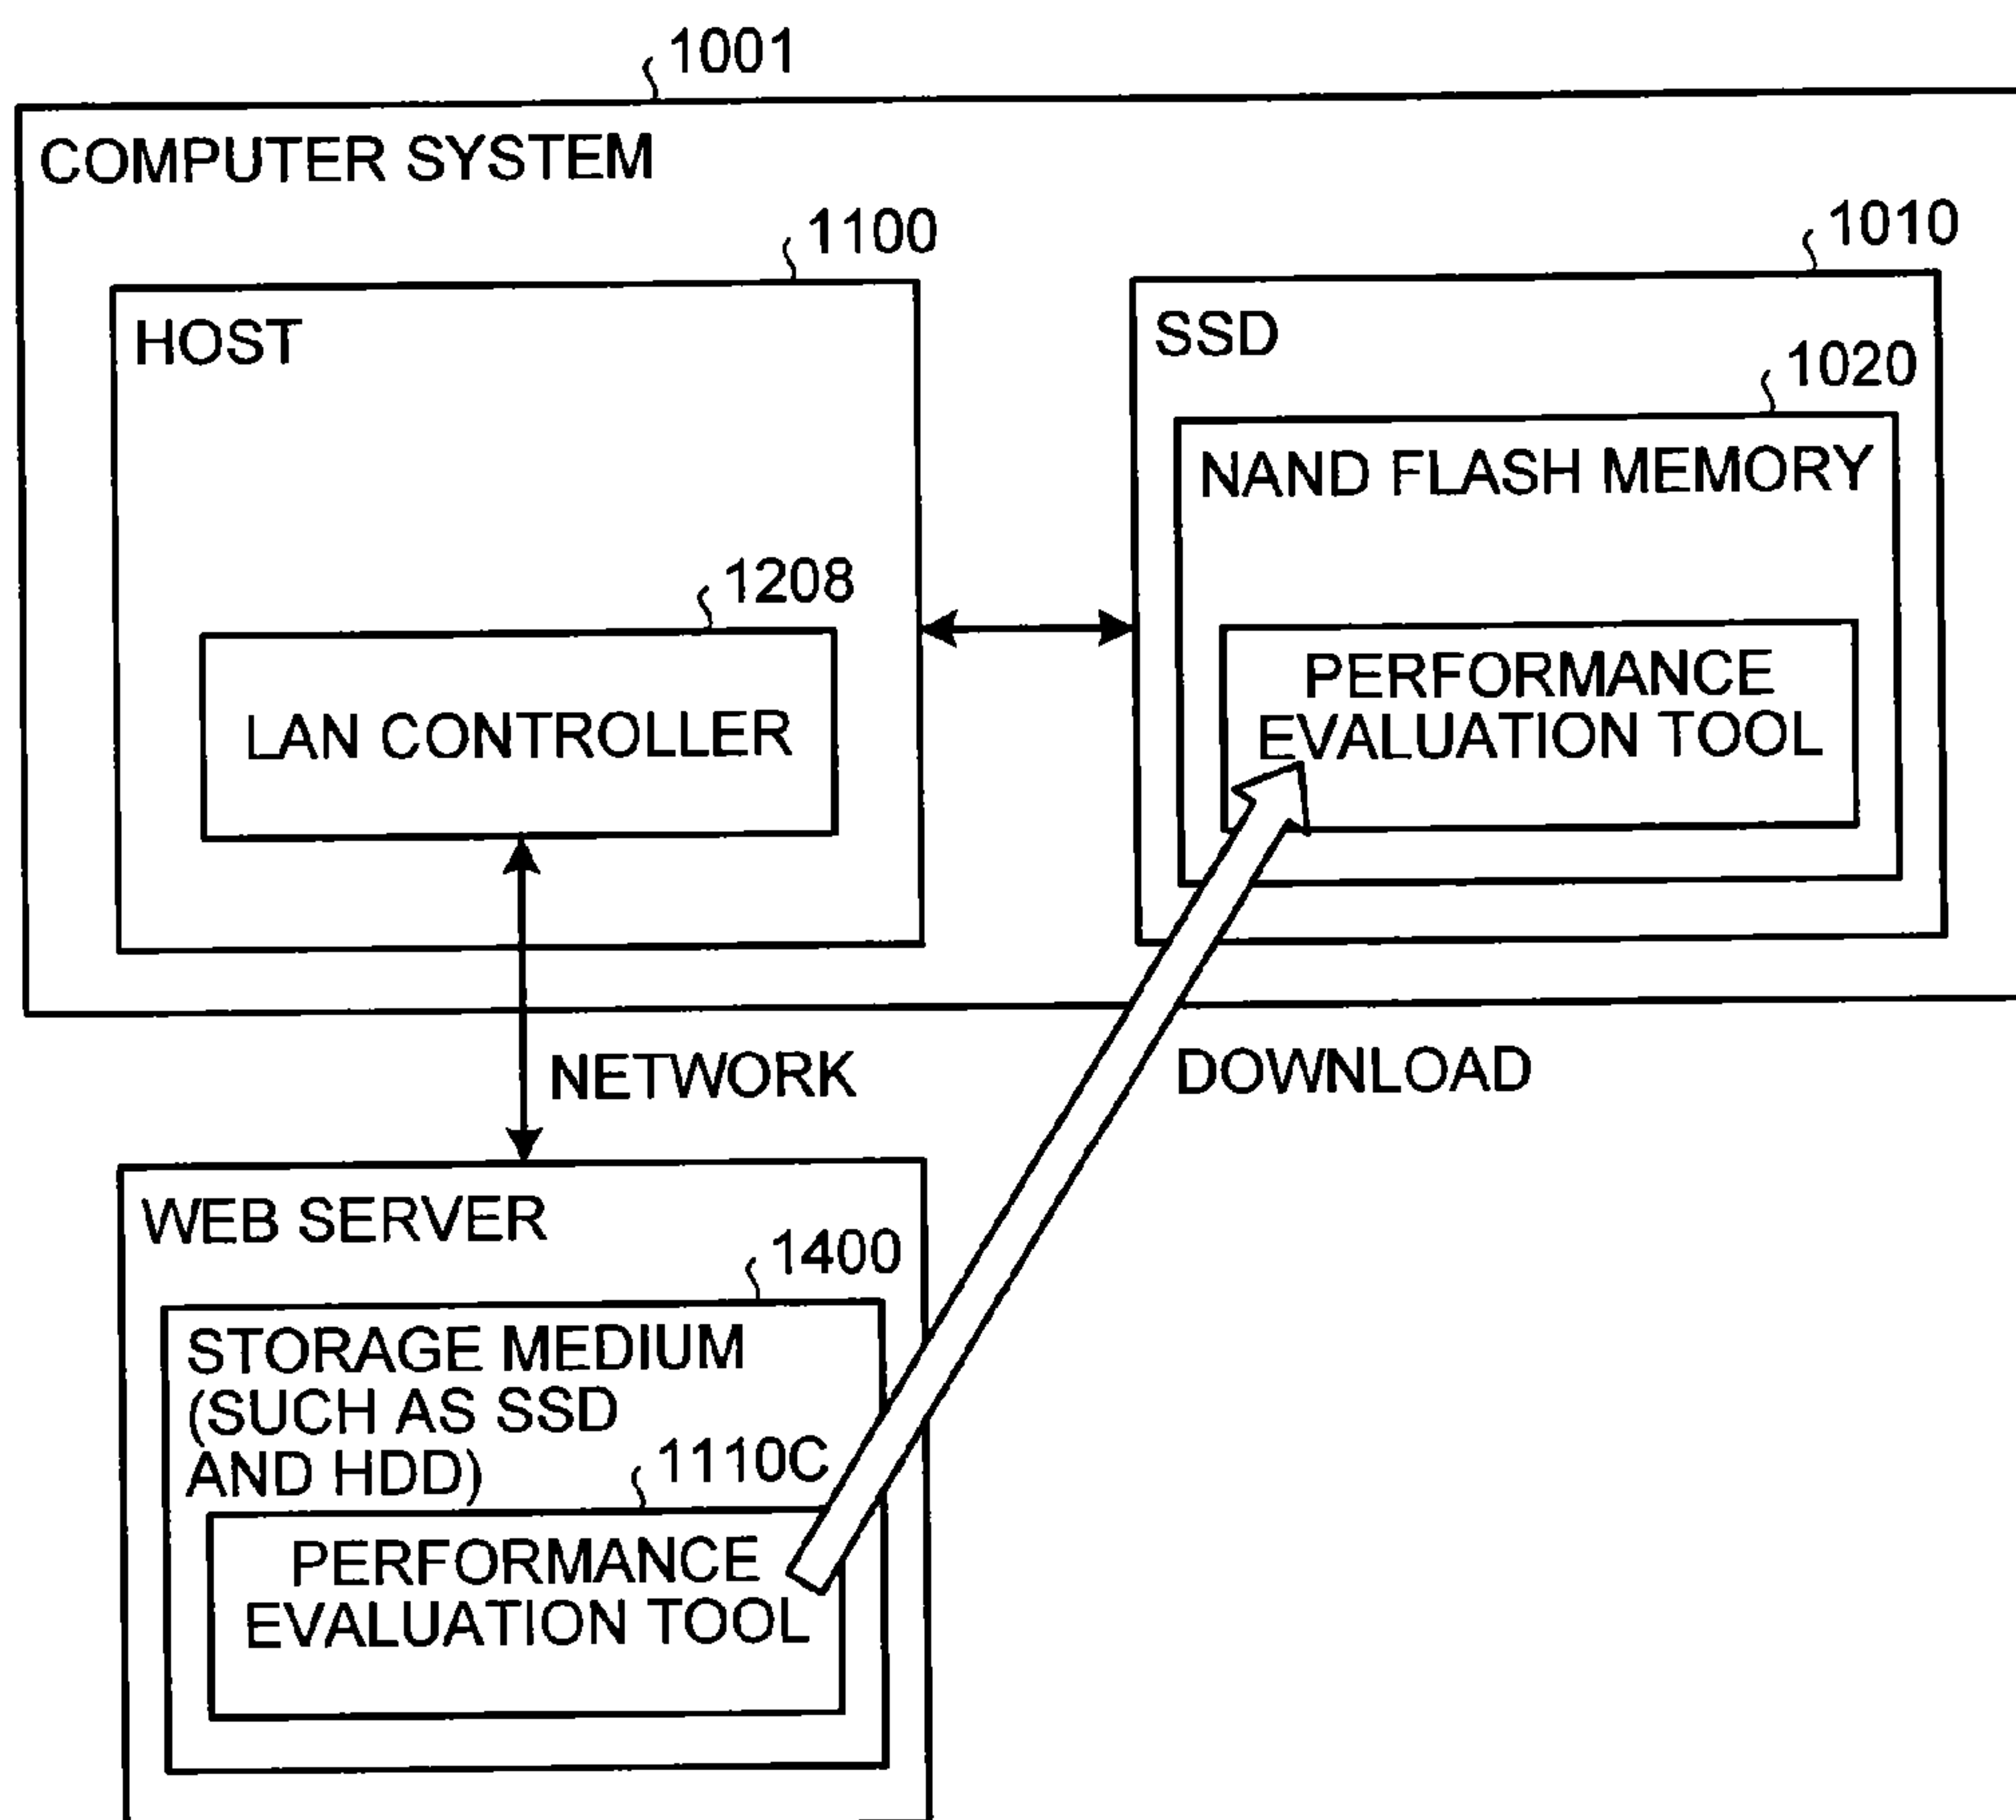 1001
COMPUTER SYSTEM
1100
HOST
1208
LAN CONTROLLER
1010
SSD
1020
NAND FLASH MEMORY
PERFORMANCE
EVALUATION TOOL
NETWORK
DOWNLOAD
WEB SERVER
1400
STORAGE MEDIUM
(SUCH AS SSD
AND HDD)
1110C
PERFORMANCE
EVALUATION TOOL